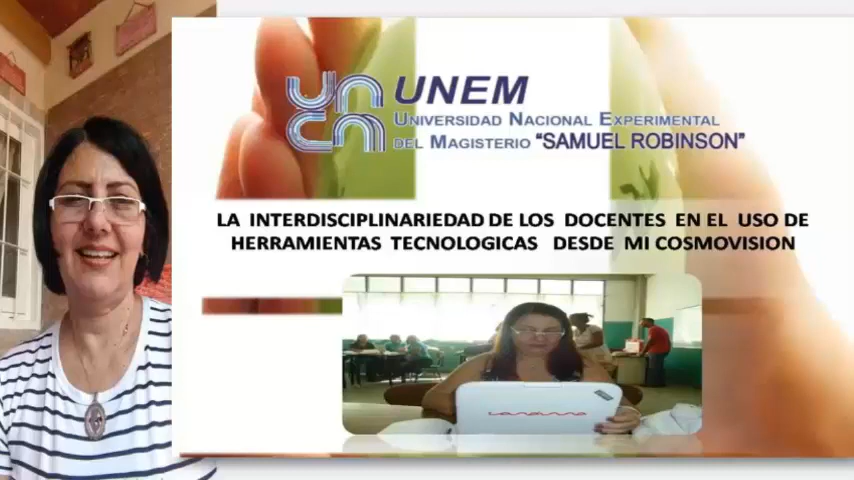 UNEM
UNIVERSIDAD NACIONAL EXPERIMENTAL
DEL MAGISTERIO “SAMUEL ROBINSON”
LA INTERDISCIPLINARIEDAD DE LOS DOCENTES EN EL USO DE
HERRAMIENTAS TECNOLOGICAS DESDE MI COSMOVISION